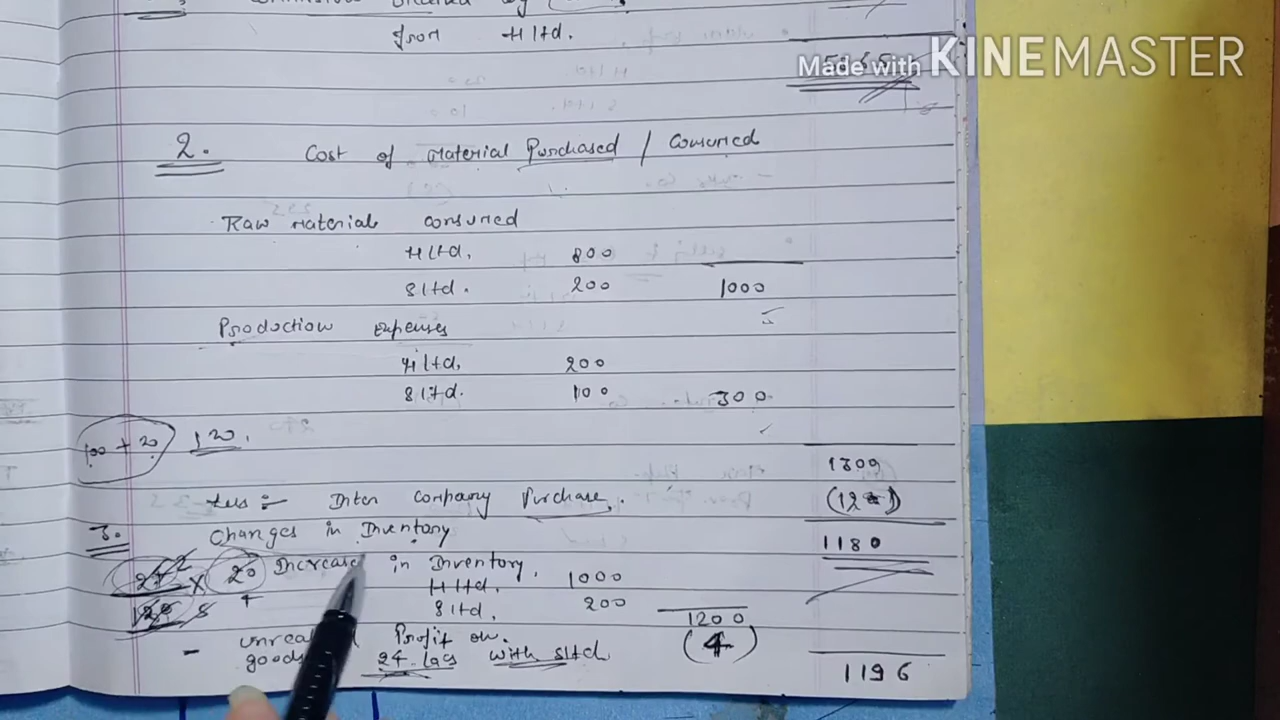 from H ltd.
Made with KINEMASTER
2. Cost of Material Purchased / Consumed
Raw Materials consumed
H ltd. 800
S ltd. 200 1000
Production Expenses
H ltd. 200
S ltd. 100 300
100 + 20 120.
1300
Less :- Inter Company Purchase. (120)
3. Changes in Inventory
1180
20 Increase in Inventory.
H ltd. 1000
S ltd. 200 1200
Profit on
goods 24 lacs with S ltd (4)
1196